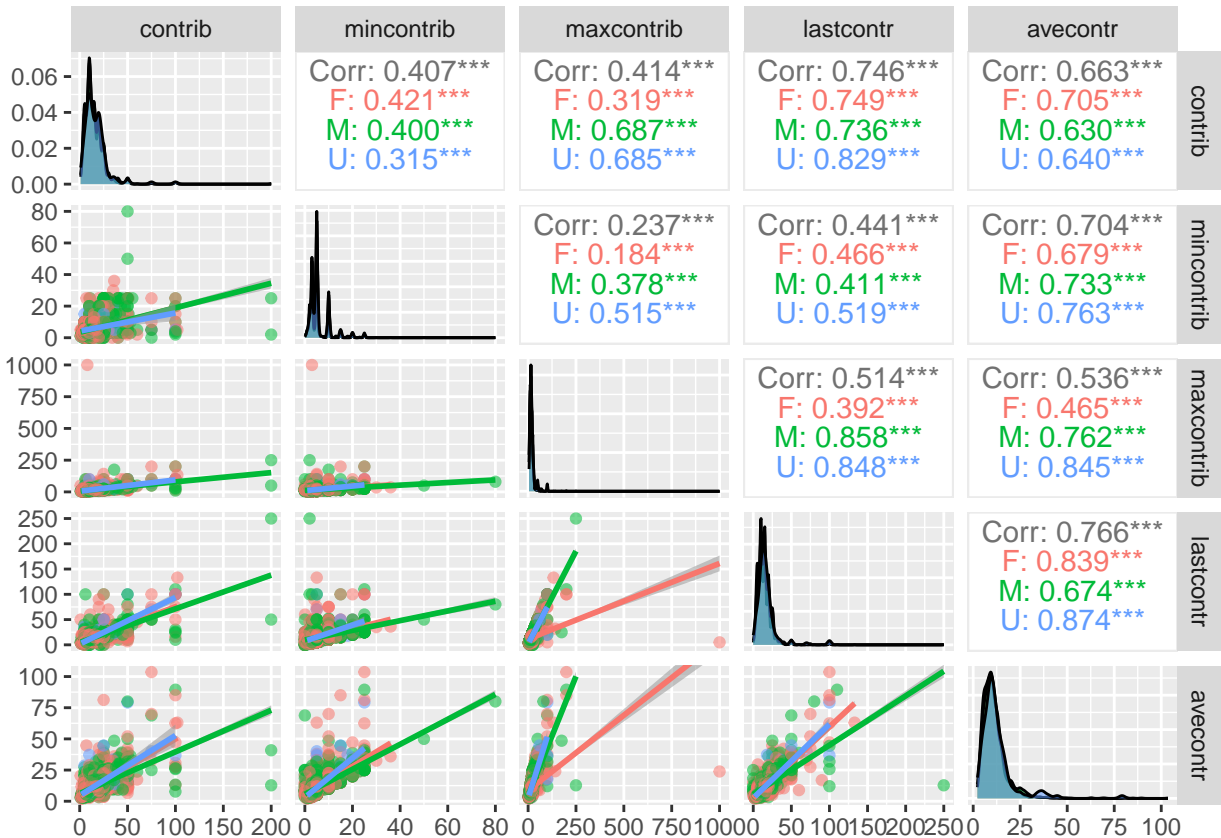 contrib mincontrib maxcontrib lastcontr avecontr
0.06
0.04
0.02
0.00
Corr: 0.407***
F: 0.421***
M: 0.400***
U: 0.315***
Corr: 0.414***
F: 0.319***
M: 0.687***
U: 0.685***
Corr: 0.746***
F: 0.749***
M: 0.736***
U: 0.829***
Corr: 0.663***
F: 0.705***
M: 0.630***
U: 0.640***
contrib
80
60
40
20
0
Corr: 0.237***
F: 0.184***
M: 0.378***
U: 0.515***
Corr: 0.441***
F: 0.466***
M: 0.411***
U: 0.519***
Corr: 0.704***
F: 0.679***
M: 0.733***
U: 0.763***
mincontrib
1000
750
500
250
0
Corr: 0.514***
F: 0.392***
M: 0.858***
U: 0.848***
Corr: 0.536***
F: 0.465***
M: 0.762***
U: 0.845***
maxcontrib
250
200
150
100
50
0
Corr: 0.766***
F: 0.839***
M: 0.674***
U: 0.874***
lastcontr
100
75
50
25
0
avecontr
0 50 100 150 200
0 20 40 60 80
0 250 500 750 1000
0 50 100 150 200 250
0 25 50 75 100